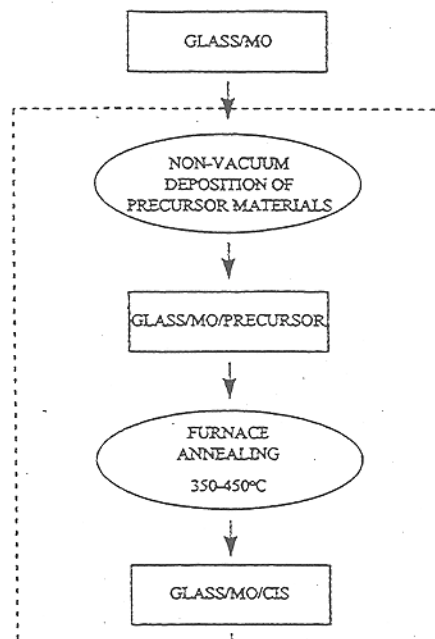 GLASS/MO
NON-VACUUM
DEPOSITION OF
PRECURSOR MATERIALS
GLASS/MO/PRECURSOR
FURNACE
ANNEALING
350-450°C
GLASS/MO/CIS